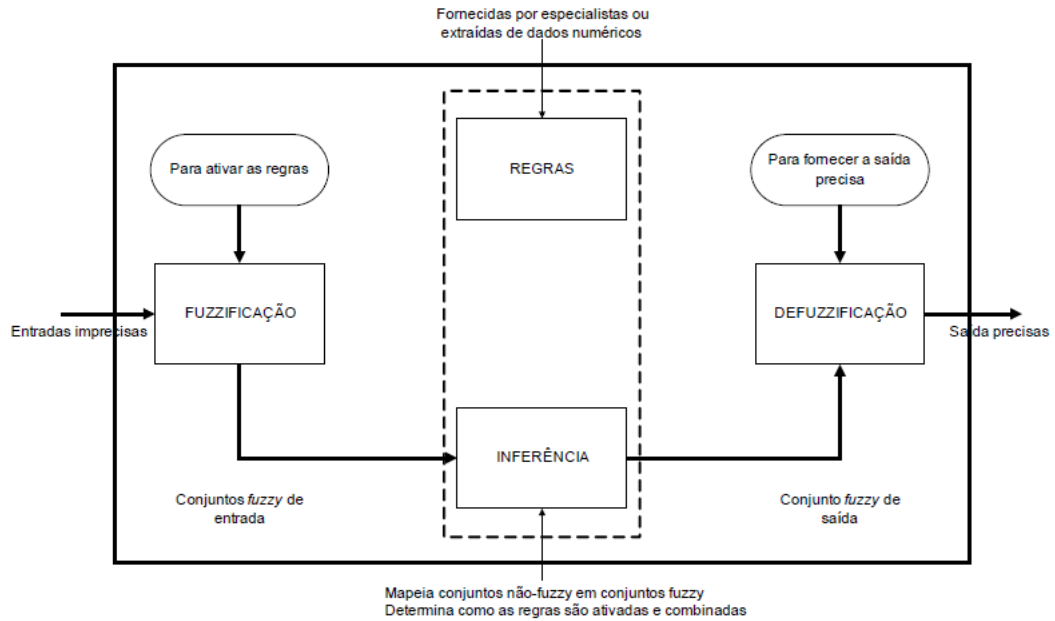 Fornecidas por especialistas ou
extraídas de dados numéricos
Para ativar as regras
REGRAS
Para fornecer a saída
precisa
FUZZIFICAÇÃO
DEFUZZIFICAÇÃO
Entradas imprecisas
Saída precisas
INFERÊNCIA
Conjuntos fuzzy de
entrada
Conjunto fuzzy de
saída
Mapeia conjuntos não-fuzzy em conjuntos fuzzy
Determina como as regras são ativadas e combinadas